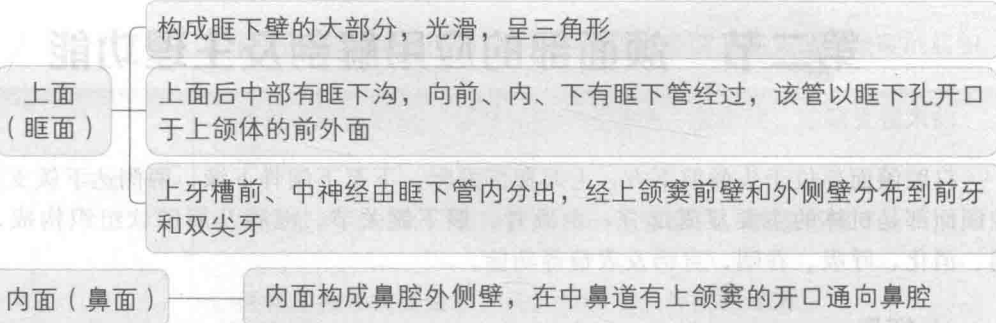 构成眶下壁的大部分，光滑，呈三角形
上面
（眶面）
上面后中部有眶下沟，向前、内、下有眶下管经过，该管以眶下孔开口
于上颌体的前外面
上牙槽前、中神经由眶下管内分出，经上颌窦前壁和外侧壁分布到前牙
和双尖牙
内面（鼻面）
内面构成鼻腔外侧壁，在中鼻道有上颌窦的开口通向鼻腔